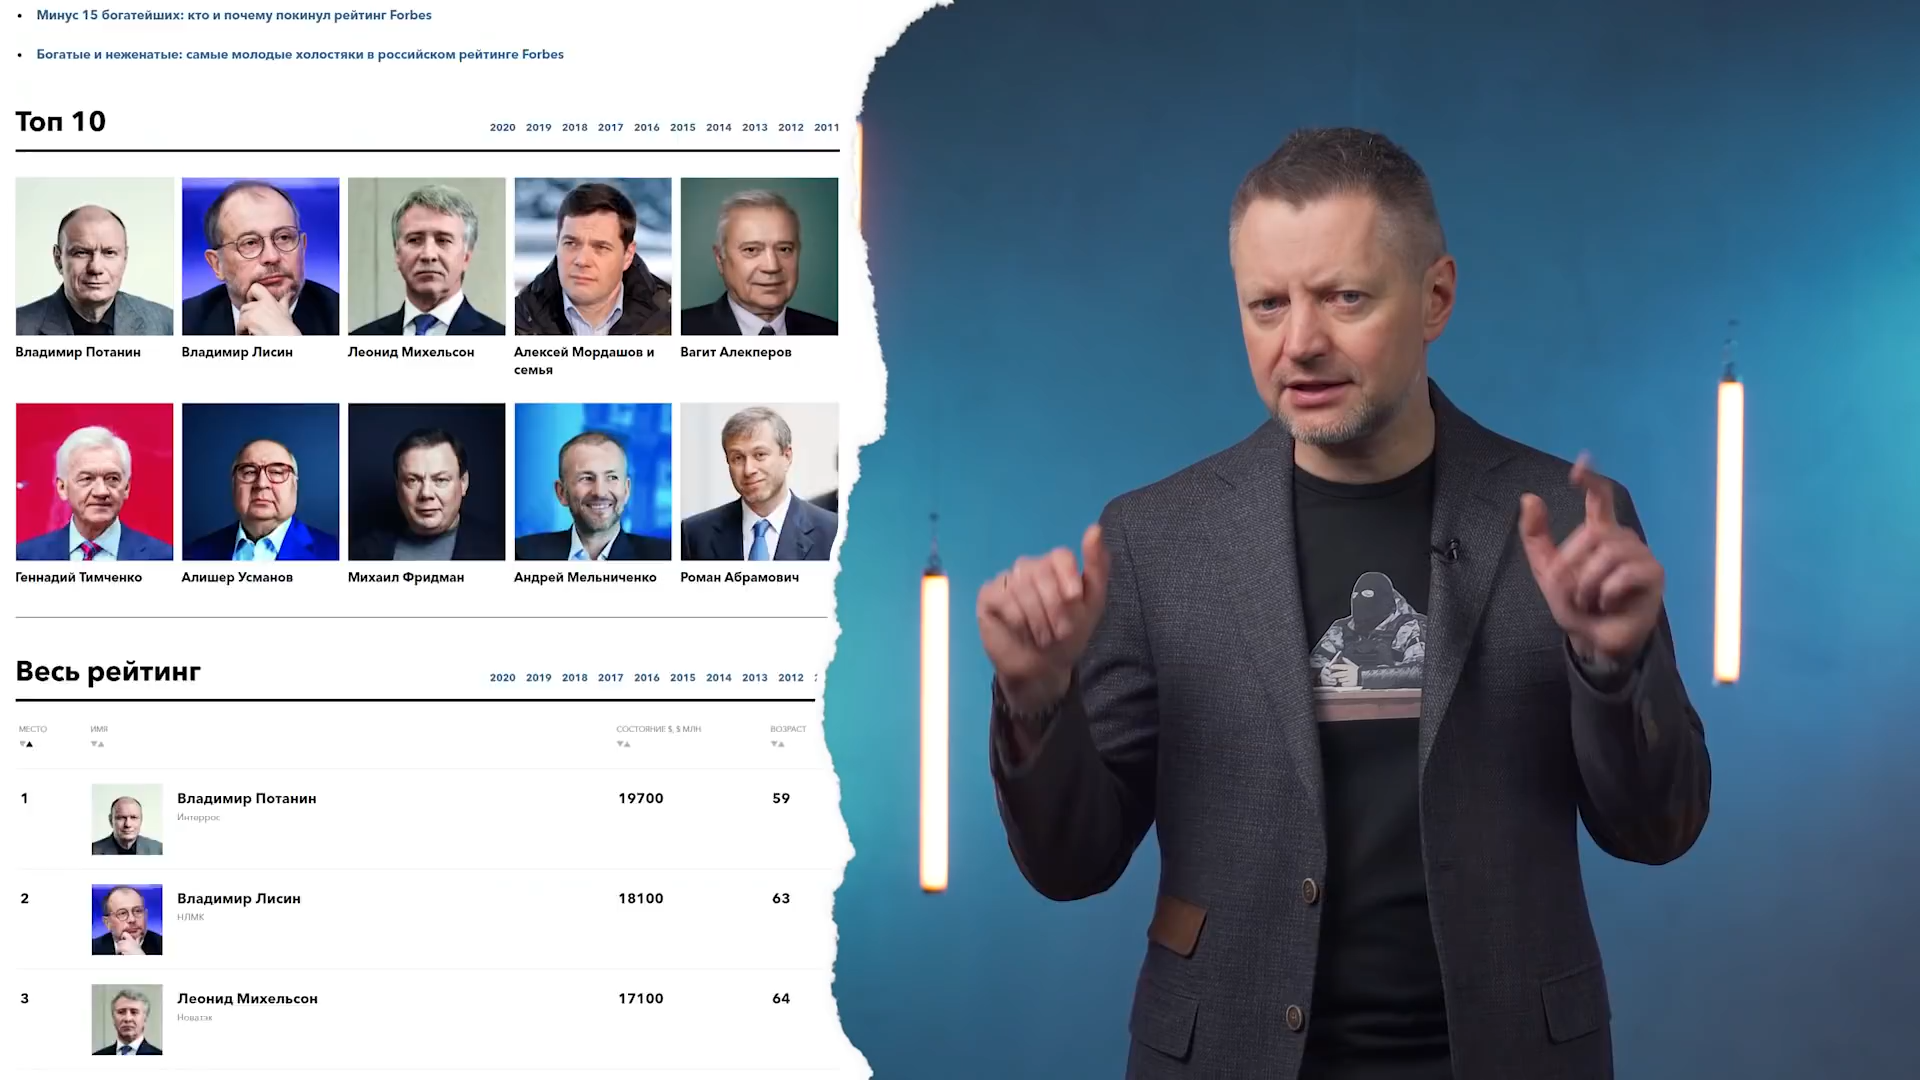 Минус 15 богатейших: кто и почему покинул рейтинг Forbes
Богатые и неженатые: самые молодые холостяки в российском рейтинге Forbes
Топ 10
2020 2019 2018 2017 2016 2015 2014 2013 2012 2011
Владимир Потанин
Владимир Лисин
Леонид Михельсон
Алексей Мордашов и
семья
Вагит Алекперов
Геннадий Тимченко
Алишер Усманов
Михаил Фридман
Андрей Мельниченко
Роман Абрамович
Весь рейтинг
2020 2019 2018 2017 2016 2015 2014 2013 2012
МЕСТО ИМЯ СОСТОЯНИЕ $, $ МЛН ВОЗРАСТ
1 Владимир Потанин 19700 59
Интеррос
2 Владимир Лисин 18100 63
НЛМК
3 Леонид Михельсон 17100 64
Новатэк